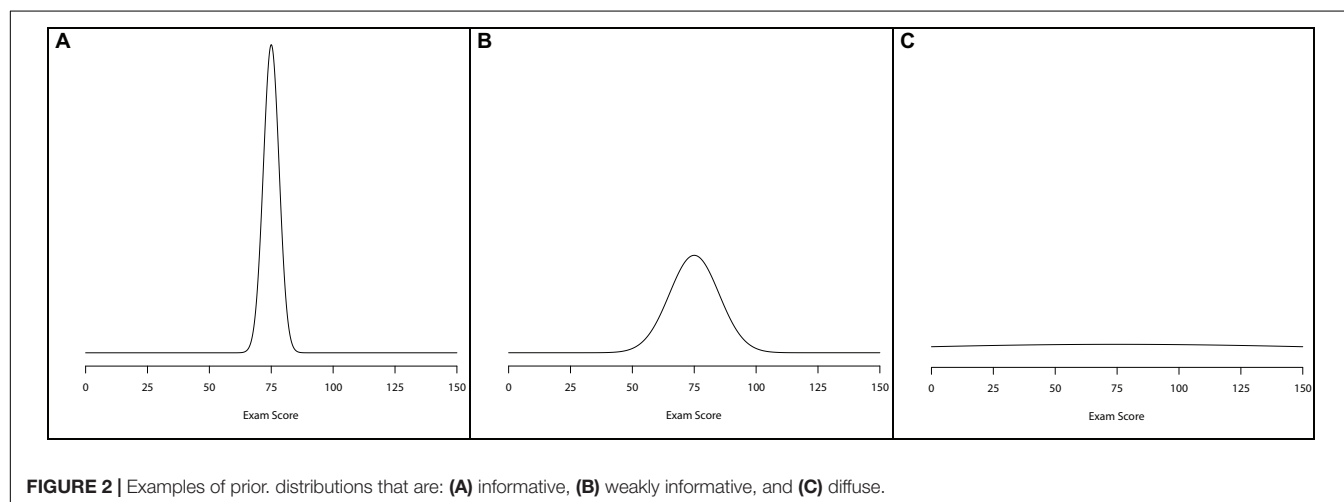 A
B
C
0 25 50 75 100 125 150
Exam Score
0 25 50 75 100 125 150
Exam Score
0 25 50 75 100 125 150
Exam Score
FIGURE 2 | Examples of prior. distributions that are: (A) informative, (B) weakly informative, and (C) diffuse.